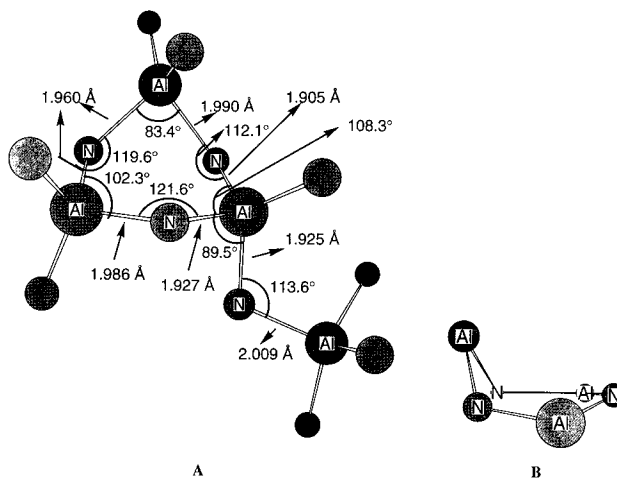 Al
1.960 Å
1.990 Å
1.905 Å
83.4°
112.1°
108.3°
N
119.6°
N
102.3°
121.6°
Al
N
Al
89.5°
1.925 Å
1.986 Å
1.927 Å
N
113.6°
Al
2.009 Å
Al
N
Al
N
N
Al
A
B